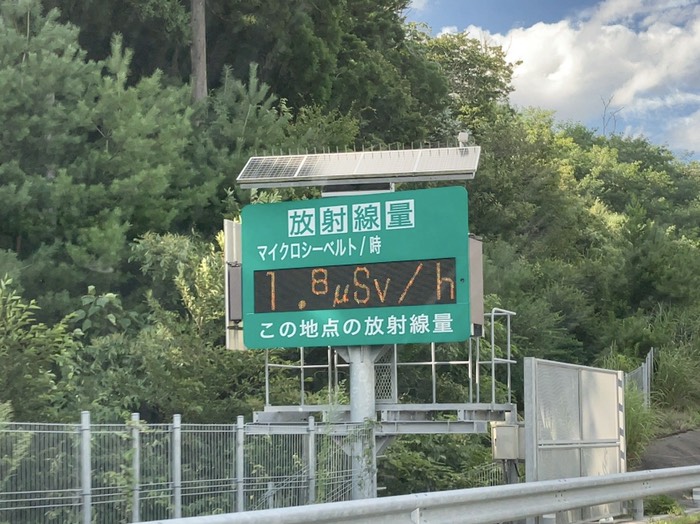 放射線量
マイクロシーベルト/時
1.8μSv/h
この地点の放射線量